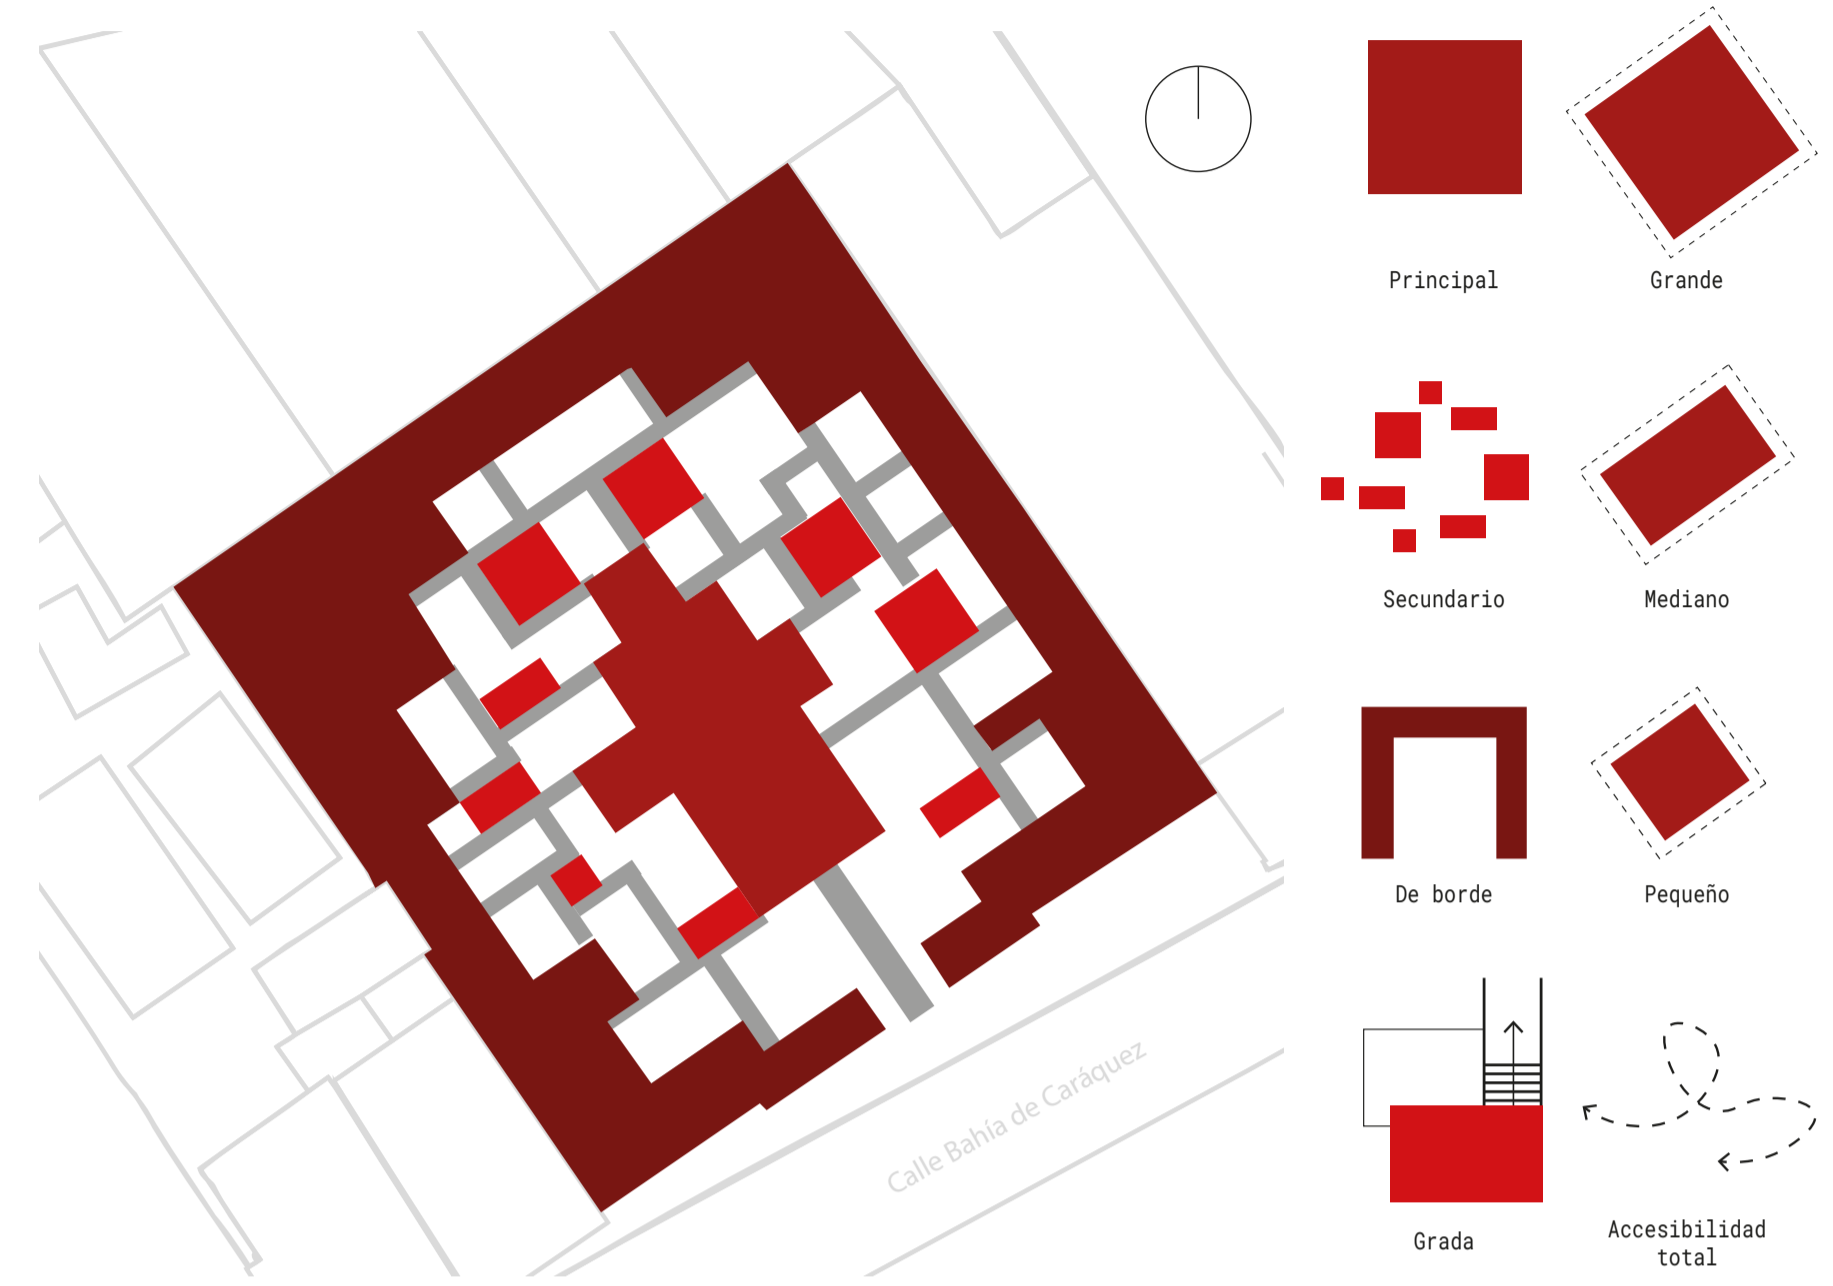 Principal
Grande
Secundario
Mediano
De borde
Pequeño
Calle Bahía de Caráquez
Grada
Accesibilidad
total